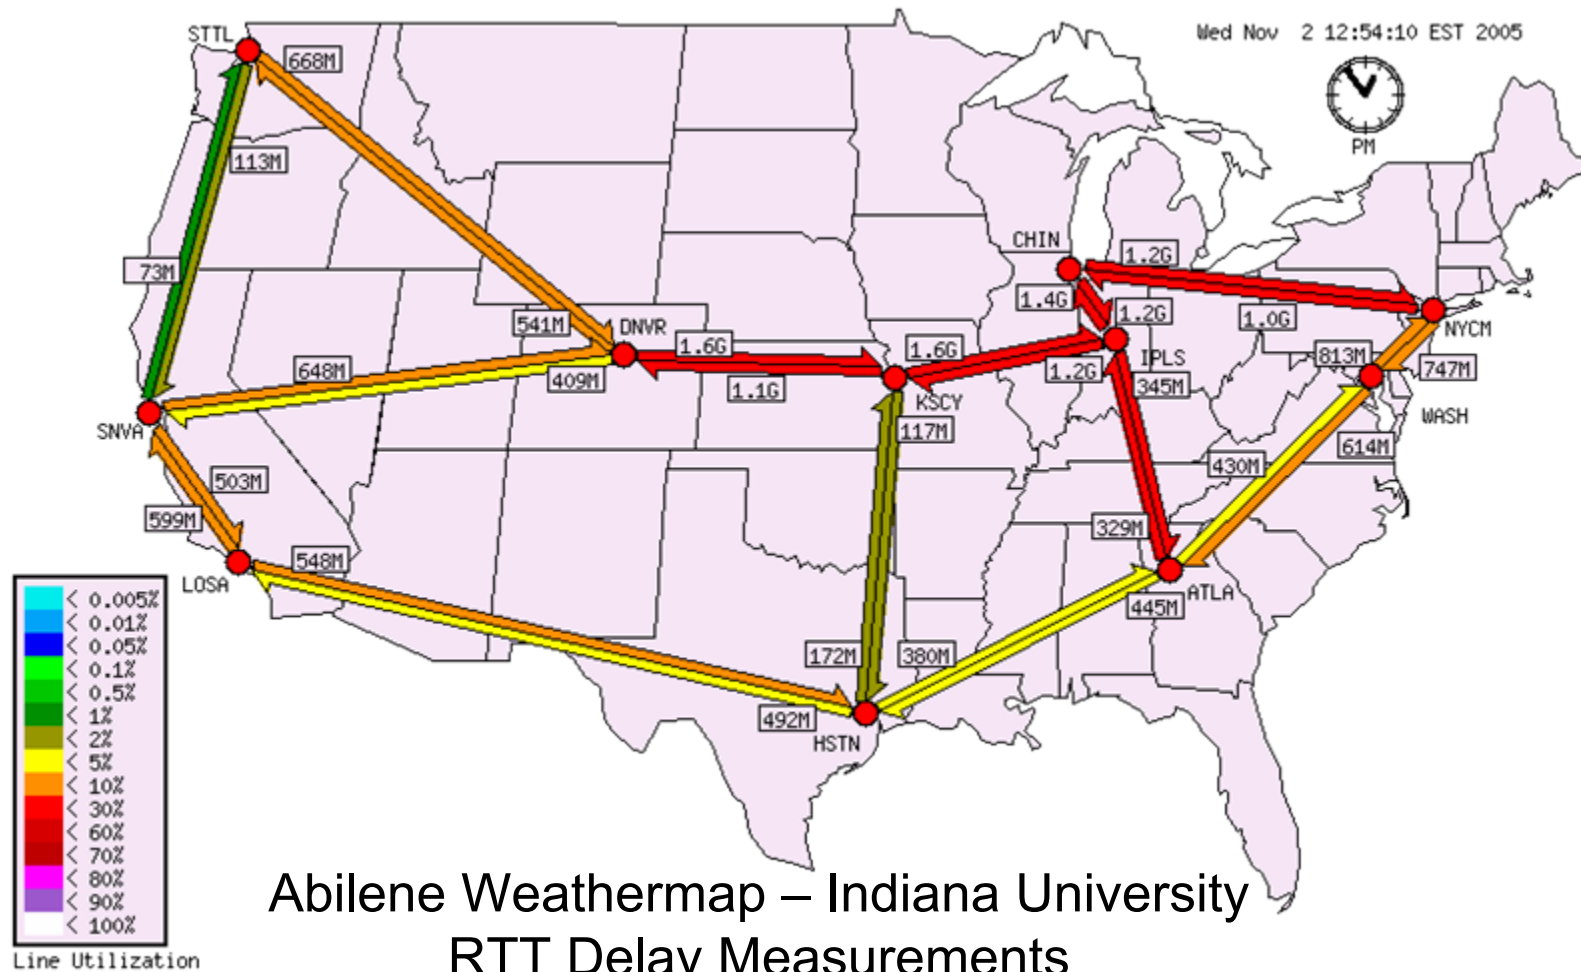 Wed Nov 2 12:54:10 EST 2005
PM
STTL
668M
113M
73M
CHIN
1.2G
1.4G
1.2G
1.0G
NYCM
541M
DNVR
1.6G
1.6G
IPLS
813M
747M
648M
409M
1.1G
1.2G
345M
KSCY
WASH
SNVA
117M
614M
430M
503M
599M
329M
548M
LOSA
ATLA
445M
172M
380M
492M
HSTN
< 0.005%
< 0.01%
< 0.05%
< 0.1%
< 0.5%
< 1%
< 2%
< 5%
< 10%
< 30%
< 60%
< 70%
< 80%
< 90%
< 100%
Line Utilization
Abilene Weathermap – Indiana University
RTT Delay Measurements